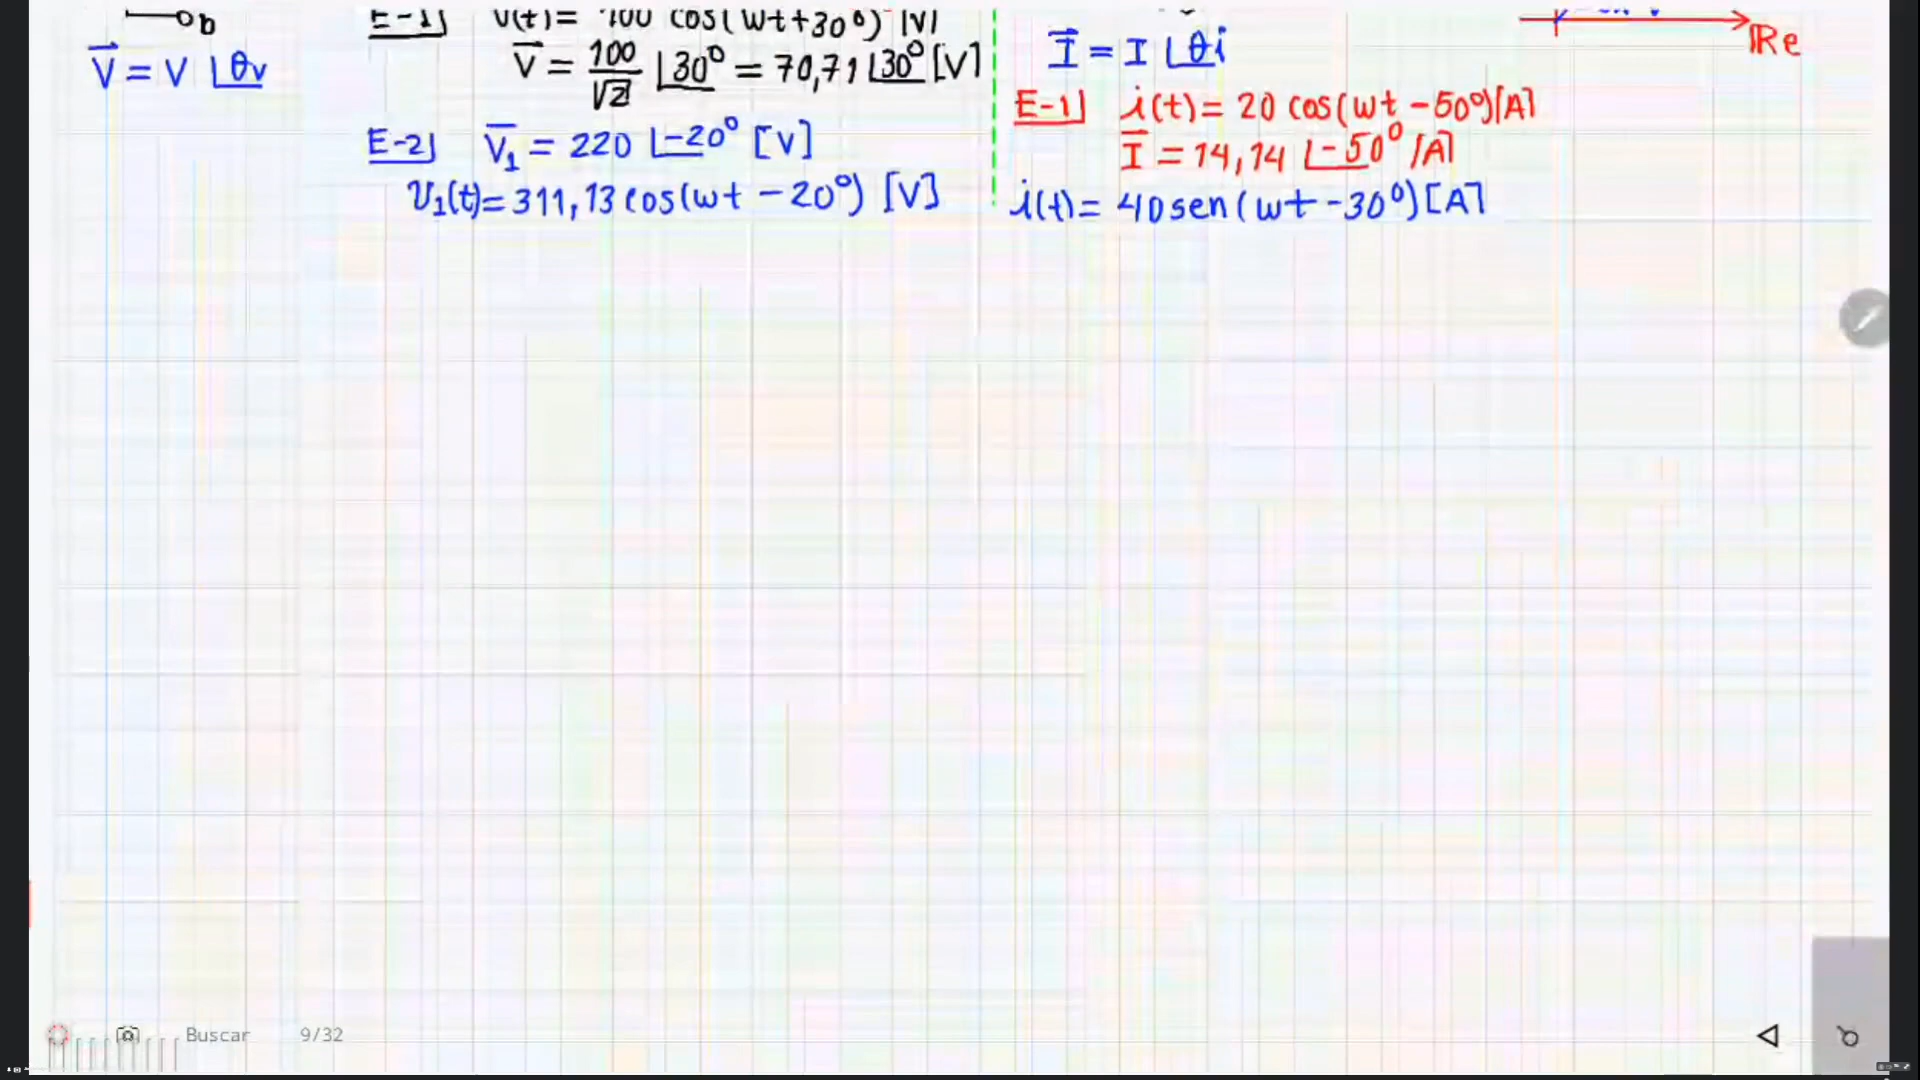 b
V = V ∠θv
E-1] v(t)= 100 cos(wt+30°) [V]
V = 100/√2 ∠30° = 70,71 ∠30° [V]
E-2] V1 = 220 ∠-20° [V]
v1(t)= 311,13 cos(wt - 20°) [V]
Re
I = I ∠θi
E-1] i(t)= 20 cos(wt - 50°)[A]
I = 14,14 ∠-50° [A]
i(t)= 40 sen(wt - 30°)[A]
Buscar 9/32